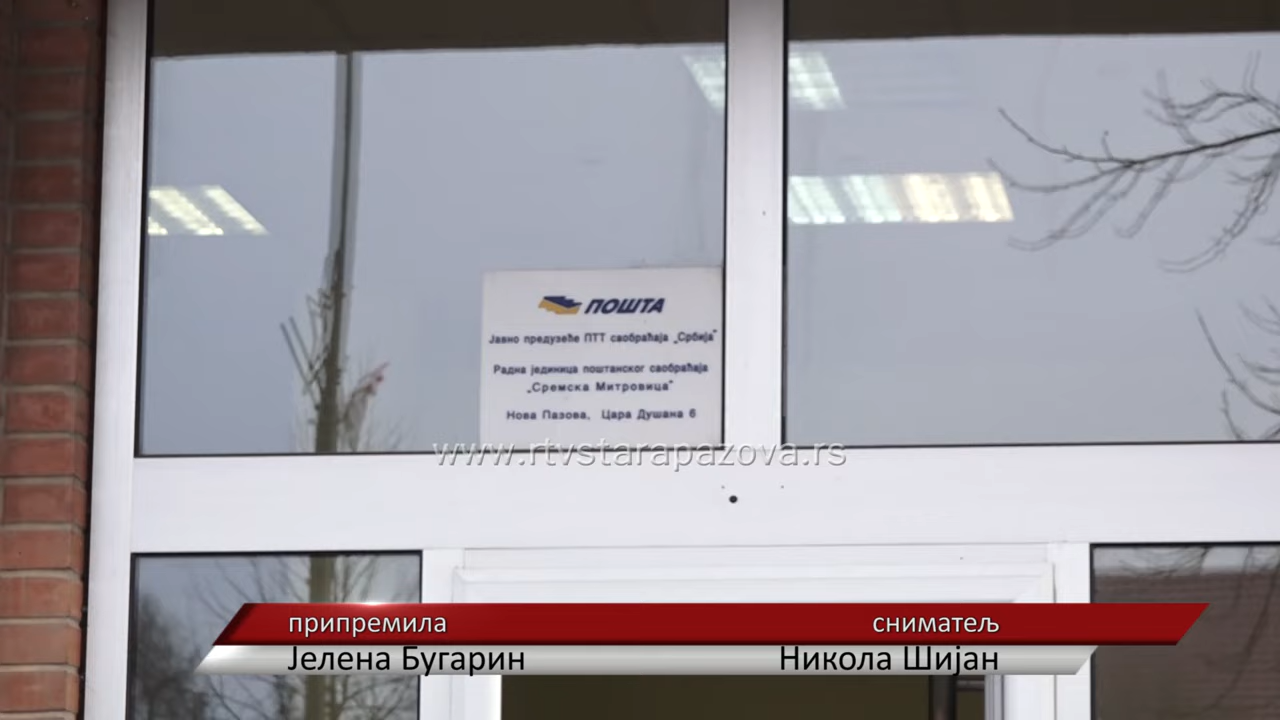 ПОШТА
Јавно предузеће ПТТ саобраћаја „Србија"
Радна јединица поштанског саобраћаја
„Сремска Митровица"
Нова Пазова, Цара Душана 6
www.rtvstarapazova.rs
припремила
сниматељ
Јелена Бугарин
Никола Шијан